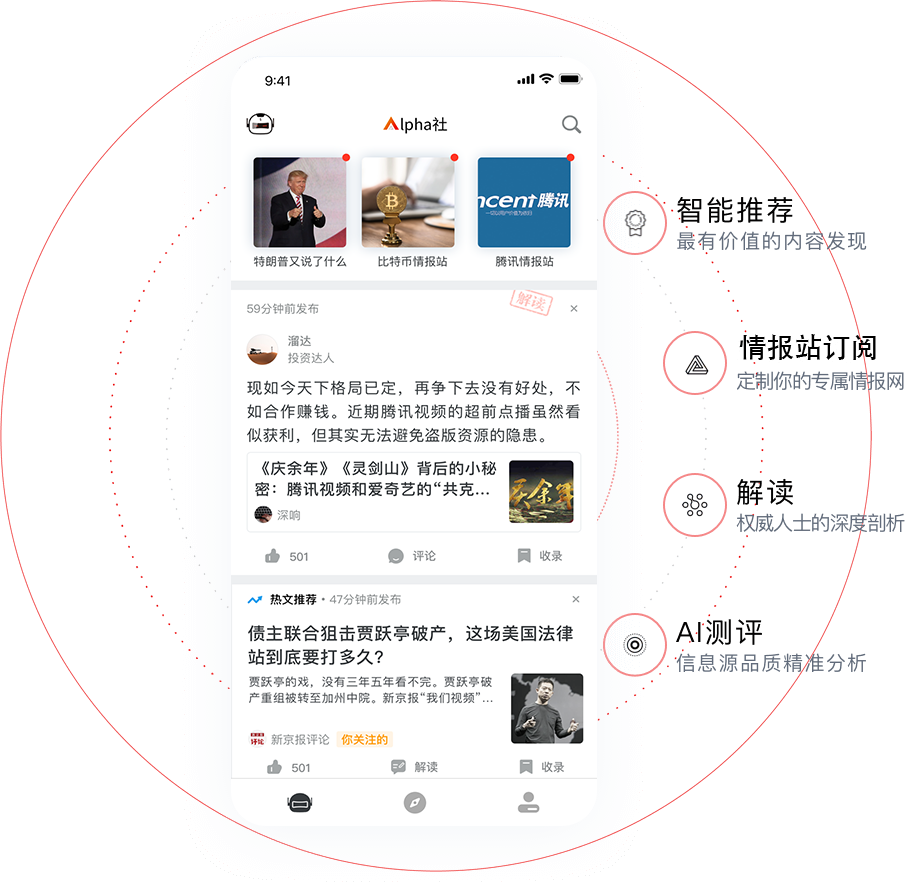 9:41
Alpha社
特朗普又说了什么
比特币情报站
ncent腾讯
腾讯情报站
59分钟前发布
解读
溜达
投资达人
现如今天下格局已定，再争下去没有好处，不
如合作赚钱。近期腾讯视频的超前点播虽然看
似获利，但其实无法避免盗版资源的隐患。
《庆余年》《灵剑山》背后的小秘
密：腾讯视频和爱奇艺的“共克...
深响
庆余年
501
评论
收录
热文推荐 • 47分钟前发布
债主联合狙击贾跃亭破产，这场美国法律
站到底要打多久？
贾跃亭的戏，没有三年五年看不完。贾跃亭破
产重组被转至加州中院。新京报“我们视频”...
评论
新京报评论
你关注的
501
解读
收录
智能推荐
最有价值的内容发现
情报站订阅
定制你的专属情报网
解读
权威人士的深度剖析
AI测评
信息源品质精准分析